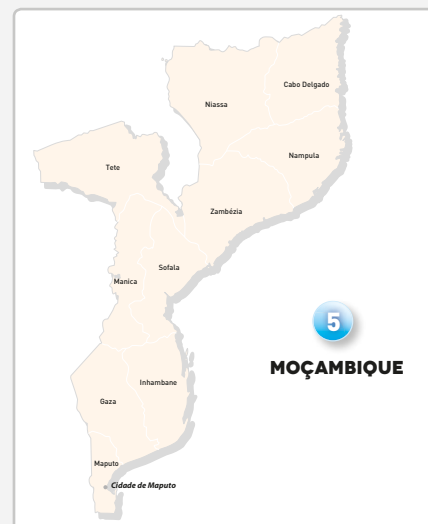 Cabo Delgado
Niassa
Nampula
Tete
Zambézia
Sofala
Manica
5
MOÇAMBIQUE
Inhambane
Gaza
Maputo
Cidade de Maputo